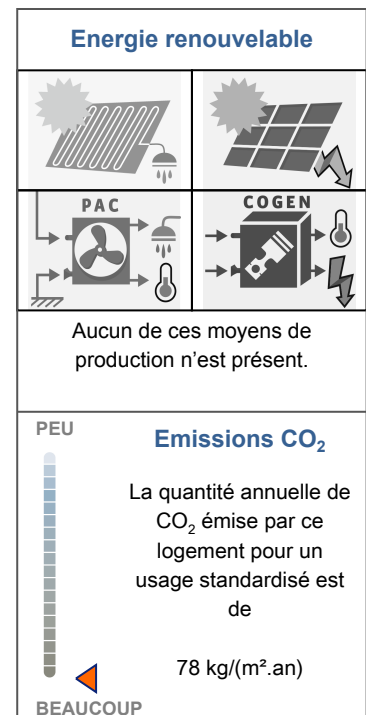 Energie renouvelable
PAC
COGEN
Aucun de ces moyens de
production n'est présent.
PEU
Emissions CO₂
La quantité annuelle de
CO₂ émise par ce
logement pour un
usage standardisé est
de
78 kg/(m².an)
BEAUCOUP